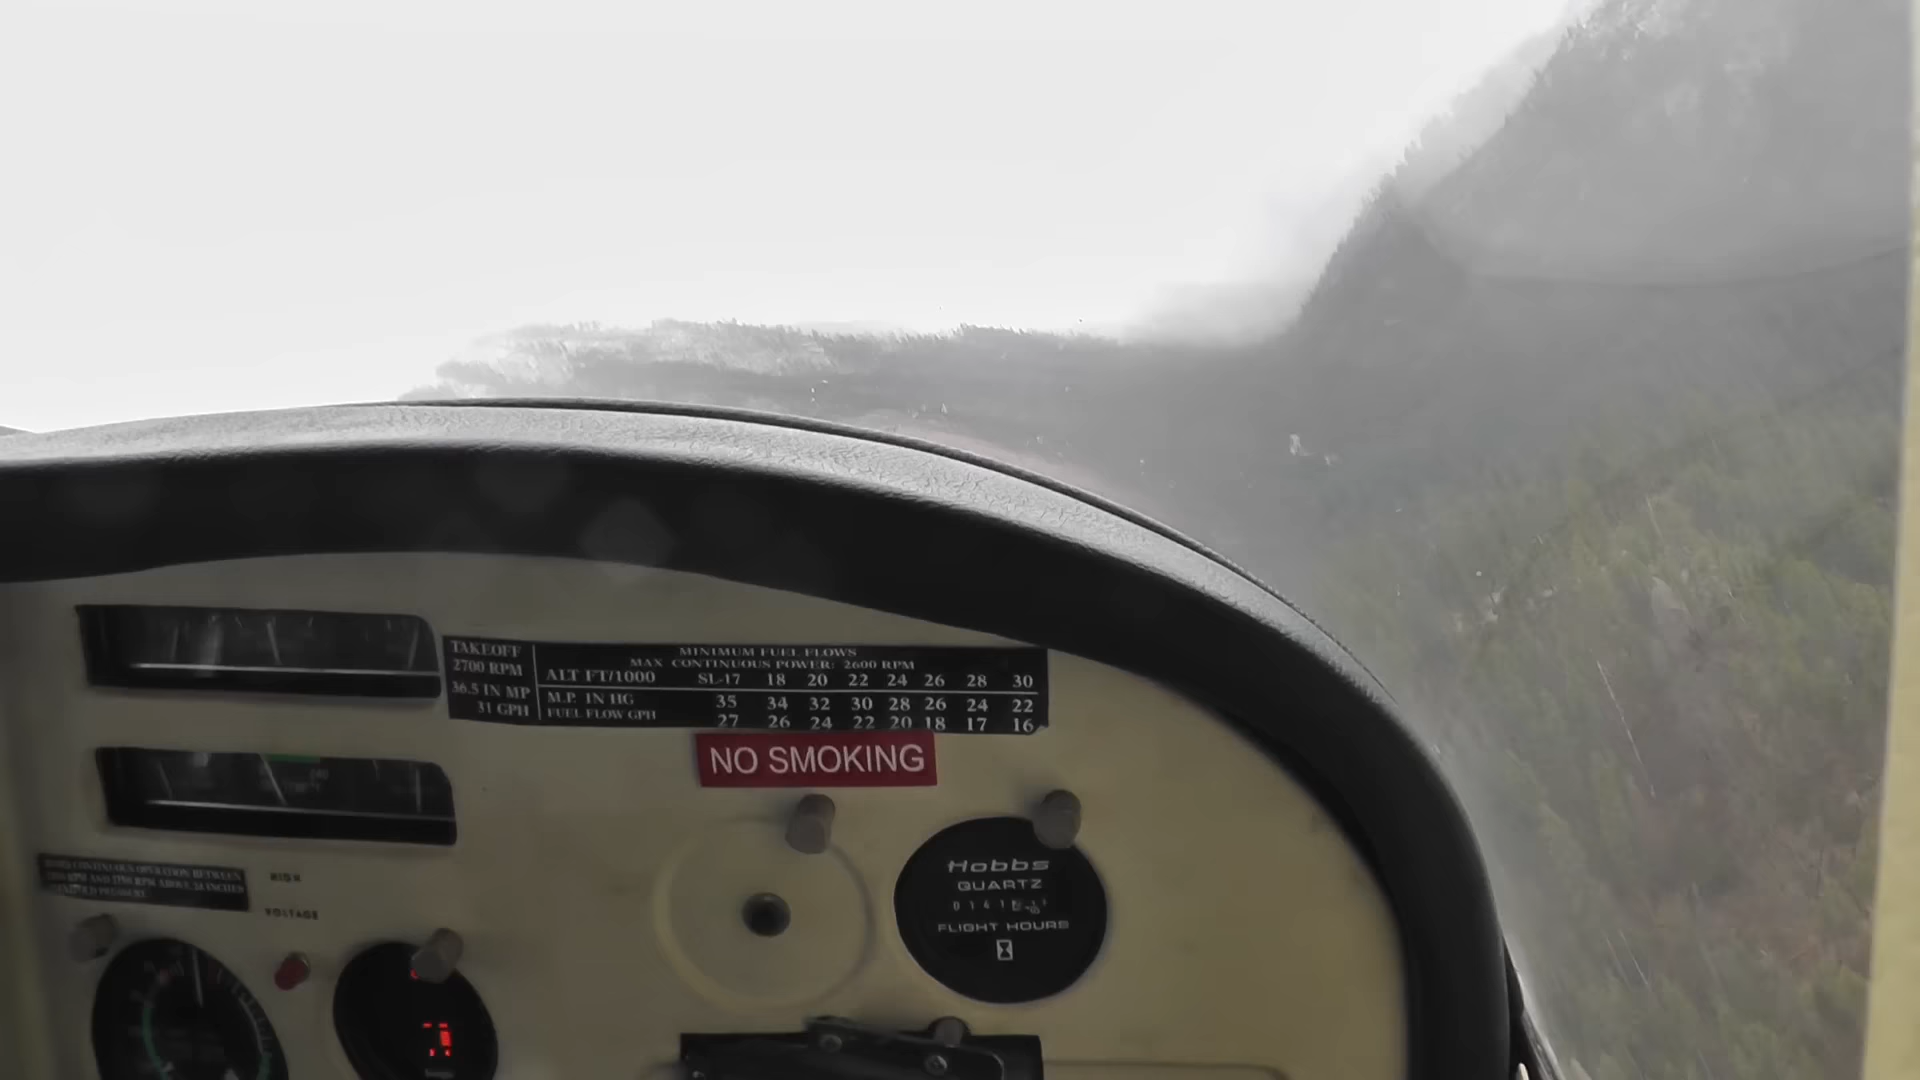 TAKEOFF
2700 RPM
36.5 IN MP
31 GPH
MINIMUM FUEL FLOWS
MAX CONTINUOUS POWER: 2600 RPM
ALT FT/1000 SL-17 18 20 22 24 26 28 30
M.P. IN HG 35 34 32 30 28 26 24 22
FUEL FLOW GPH 27 26 24 22 20 18 17 16
NO SMOKING
HIGH
VOLTAGE
Hobbs
QUARTZ
FLIGHT HOURS